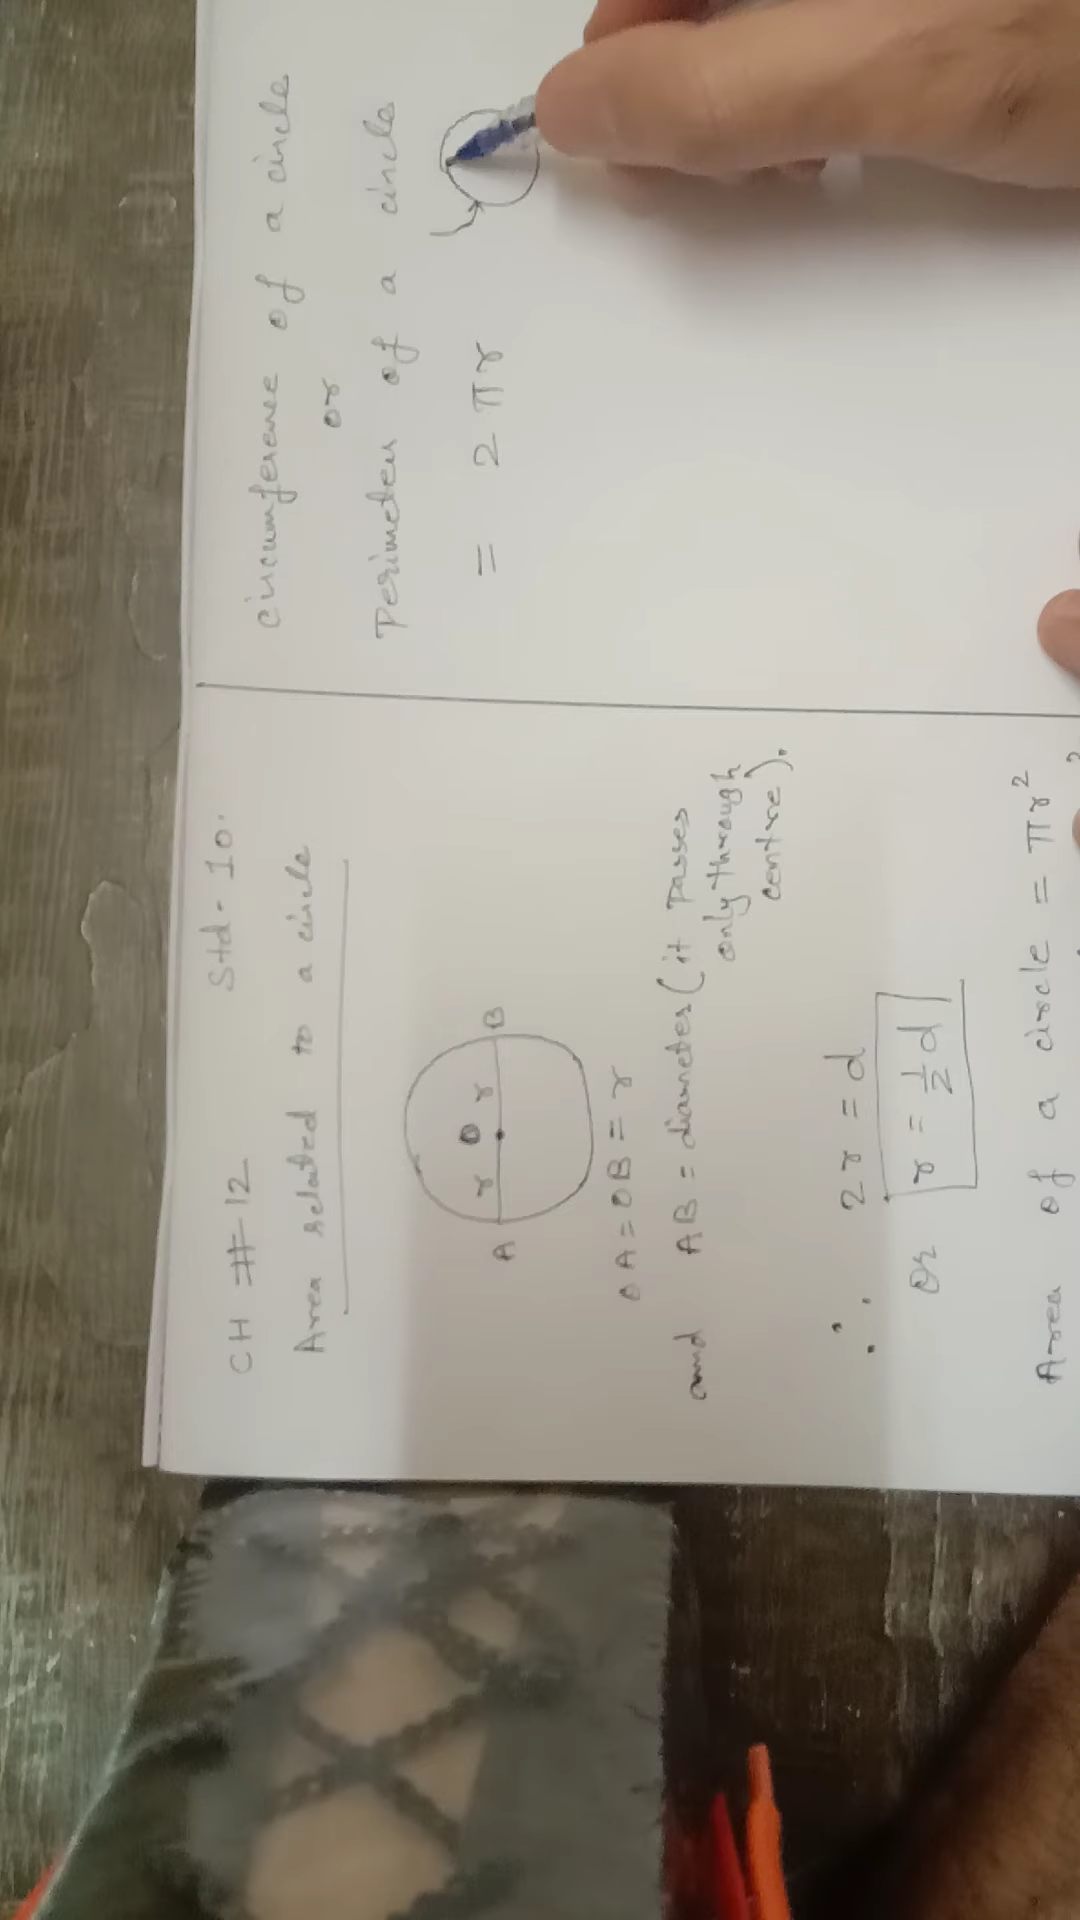 CH # 12 Std - 10.
Area related to a circle
A r O r B
OA = OB = r
and AB = diameter (it passes
only through
centre).
∴ 2r = d
Or r = 1/2 d
Area of a circle = πr²
circumference of a circle
or
Perimeter of a circle
= 2πr